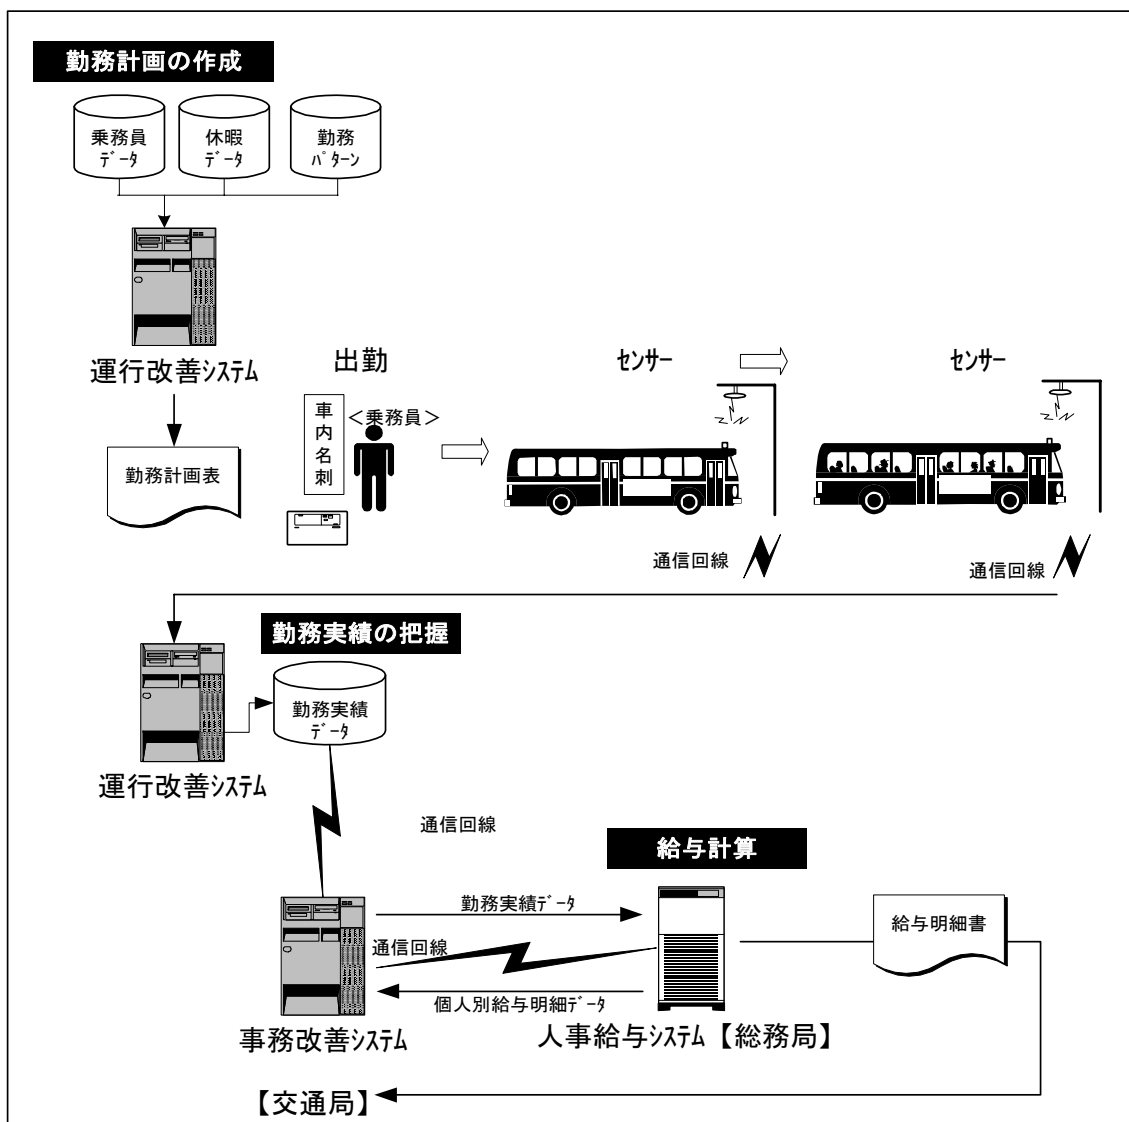 勤務計画の作成
乗務員
ﾃﾞｰﾀ
休暇
ﾃﾞｰﾀ
勤務
ﾊﾟﾀｰﾝ
運行改善ｼｽﾃﾑ
出勤
ｾﾝｻｰ
ｾﾝｻｰ
車内名刺
＜乗務員＞
勤務計画表
通信回線
通信回線
勤務実績の把握
勤務実績
ﾃﾞｰﾀ
運行改善ｼｽﾃﾑ
通信回線
給与計算
勤務実績ﾃﾞｰﾀ
給与明細書
通信回線
個人別給与明細ﾃﾞｰﾀ
事務改善ｼｽﾃﾑ
人事給与ｼｽﾃﾑ【総務局】
【交通局】